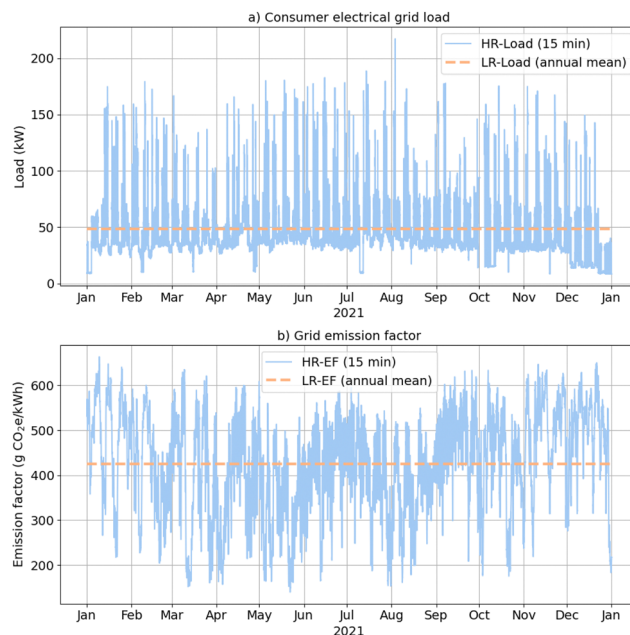 a) Consumer electrical grid load
HR-Load (15 min)
LR-Load (annual mean)
Load (kW)
200
150
100
50
0
Jan Feb Mar Apr May Jun Jul Aug Sep Oct Nov Dec Jan
2021
b) Grid emission factor
HR-EF (15 min)
LR-EF (annual mean)
Emission factor (g CO₂e/kWh)
600
500
400
300
200
Jan Feb Mar Apr May Jun Jul Aug Sep Oct Nov Dec Jan
2021